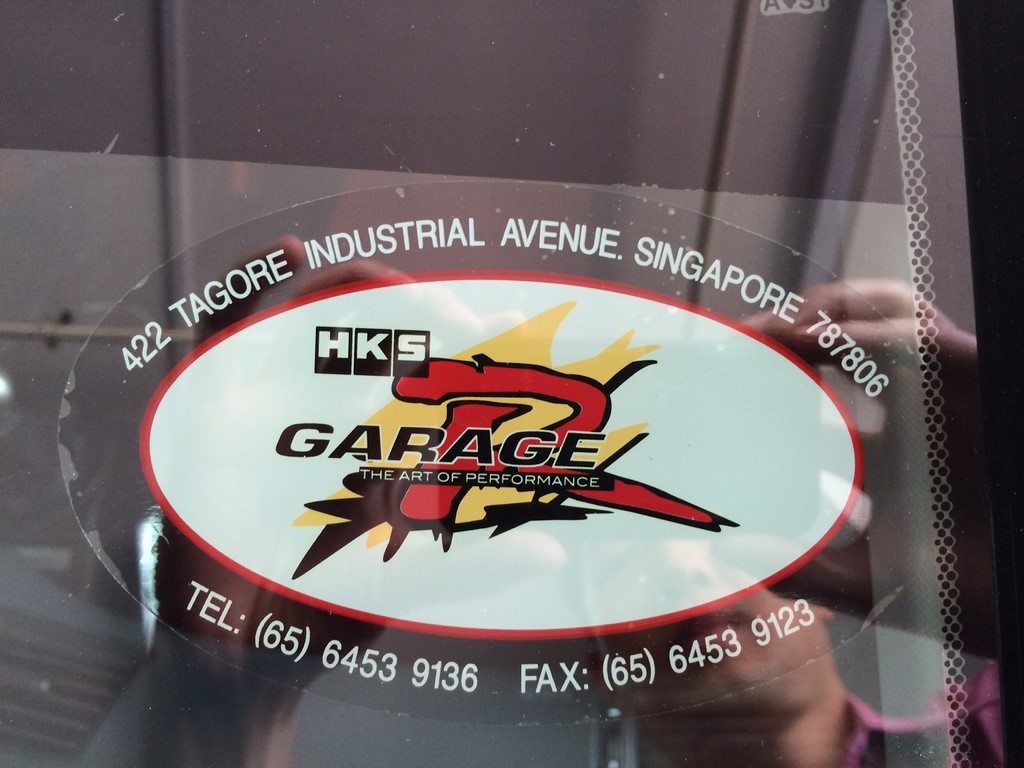 422 TAGORE INDUSTRIAL AVENUE. SINGAPORE 787806
HKS
R
GARAGE
THE ART OF PERFORMANCE
TEL: (65) 6453 9136 FAX: (65) 6453 9123